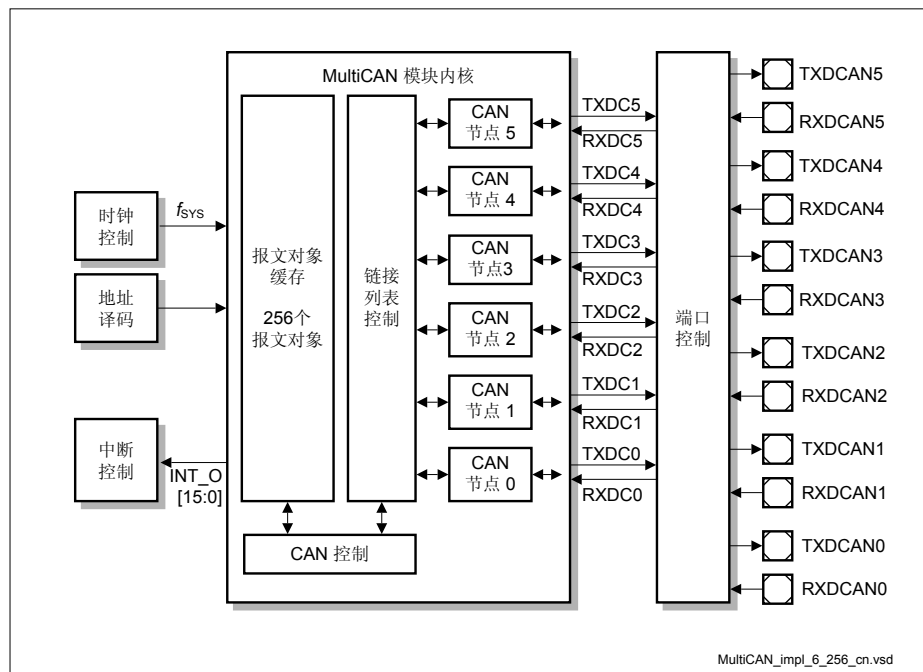 MultiCAN 模块内核
时钟
控制
fSYS
地址
译码
中断
控制
INT_O
[15:0]
报文对象
缓存
256个
报文对象
链接
列表
控制
CAN 控制
CAN
节点 5
CAN
节点 4
CAN
节点3
CAN
节点 2
CAN
节点 1
CAN
节点 0
TXDC5
RXDC5
TXDC4
RXDC4
TXDC3
RXDC3
TXDC2
RXDC2
TXDC1
RXDC1
TXDC0
RXDC0
端口
控制
TXDCAN5
RXDCAN5
TXDCAN4
RXDCAN4
TXDCAN3
RXDCAN3
TXDCAN2
RXDCAN2
TXDCAN1
RXDCAN1
TXDCAN0
RXDCAN0
MultiCAN_impl_6_256_cn.vsd